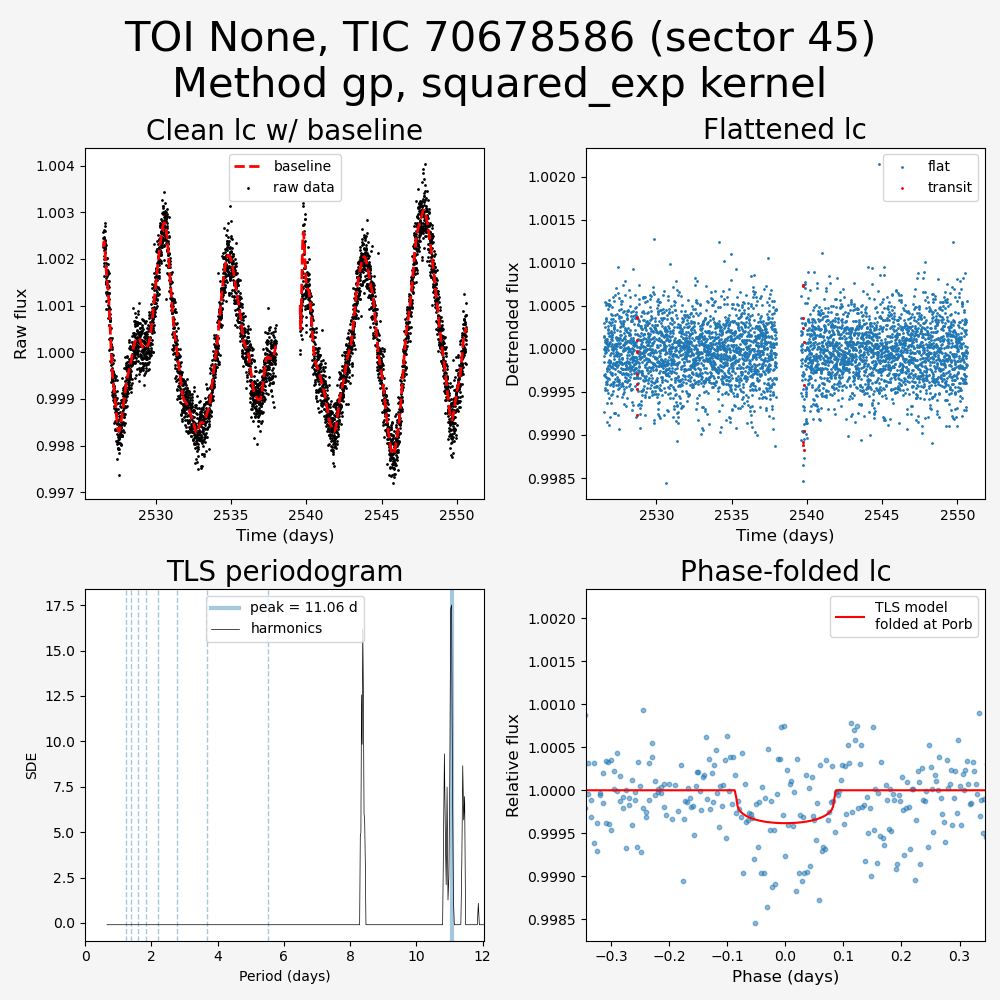 TOI None, TIC 70678586 (sector 45)
Method gp, squared_exp kernel
Clean lc w/ baseline
baseline
raw data
1.004
1.003
1.002
1.001
1.000
0.999
0.998
0.997
Raw flux
2530
2535
2540
2545
2550
Time (days)
Flattened lc
flat
transit
1.0020
1.0015
1.0010
1.0005
1.0000
0.9995
0.9990
0.9985
Detrended flux
2530
2535
2540
2545
2550
Time (days)
TLS periodogram
peak = 11.06 d
harmonics
17.5
15.0
12.5
10.0
7.5
5.0
2.5
0.0
SDE
0
2
4
6
8
10
12
Period (days)
Phase-folded lc
TLS model
folded at Porb
1.0020
1.0015
1.0010
1.0005
1.0000
0.9995
0.9990
0.9985
Relative flux
−0.3
−0.2
−0.1
0.0
0.1
0.2
0.3
Phase (days)